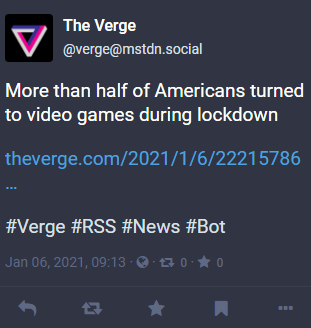 The Verge
@verge@mstdn.social
More than half of Americans turned
to video games during lockdown
theverge.com/2021/1/6/22215786
…
#Verge #RSS #News #Bot
Jan 06, 2021, 09:13 · · 0 · 0